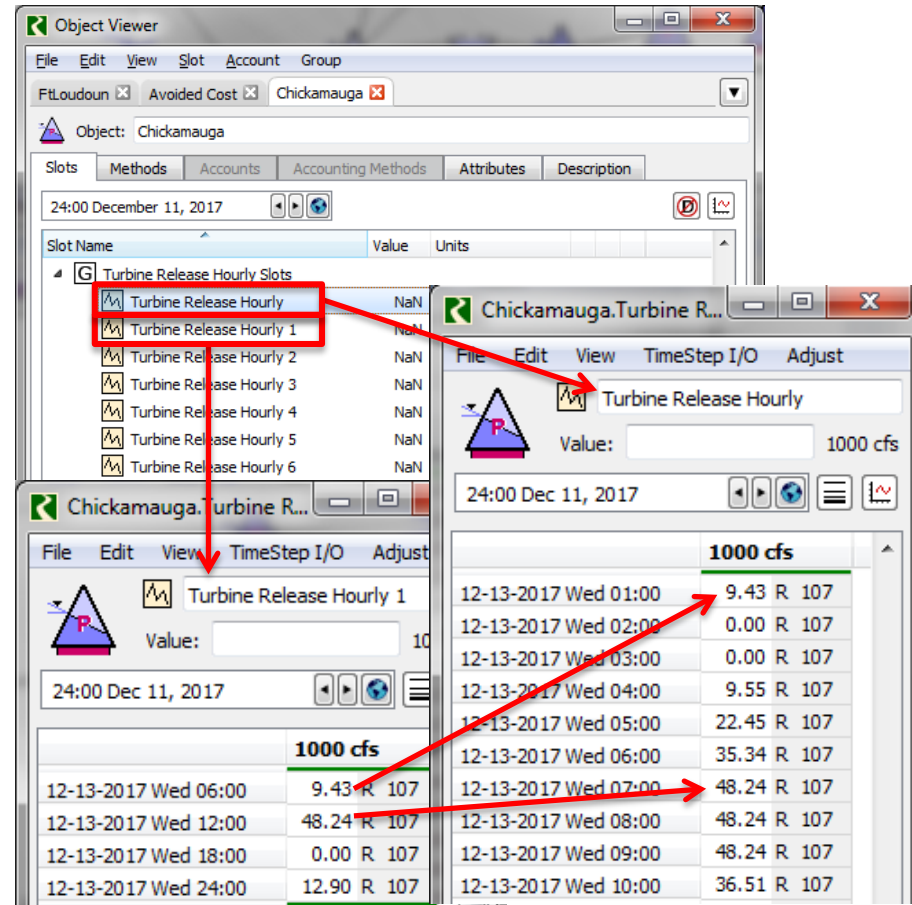 Object Viewer
File Edit View Slot Account Group
FtLoudoun Avoided Cost Chickamauga
Object: Chickamauga
Slots Methods Accounts Accounting Methods Attributes Description
24:00 December 11, 2017
Slot Name Value Units
G Turbine Release Hourly Slots
Turbine Release Hourly NaN
Turbine Release Hourly 1 NaN
Turbine Release Hourly 2 NaN
Turbine Release Hourly 3 NaN
Turbine Release Hourly 4 NaN
Turbine Release Hourly 5 NaN
Turbine Release Hourly 6 NaN
Chickamauga.Turbine R...
File Edit View TimeStep I/O Adjust
P
Turbine Release Hourly
Value: 1000 cfs
24:00 Dec 11, 2017
1000 cfs
12-13-2017 Wed 01:00 9.43 R 107
12-13-2017 Wed 02:00 0.00 R 107
12-13-2017 Wed 03:00 0.00 R 107
12-13-2017 Wed 04:00 9.55 R 107
12-13-2017 Wed 05:00 22.45 R 107
12-13-2017 Wed 06:00 35.34 R 107
12-13-2017 Wed 07:00 48.24 R 107
12-13-2017 Wed 08:00 48.24 R 107
12-13-2017 Wed 09:00 48.24 R 107
12-13-2017 Wed 10:00 36.51 R 107
Chickamauga.Turbine R...
File Edit View TimeStep I/O Adjust
P
Turbine Release Hourly 1
Value: 10
24:00 Dec 11, 2017
1000 cfs
12-13-2017 Wed 06:00 9.43 R 107
12-13-2017 Wed 12:00 48.24 R 107
12-13-2017 Wed 18:00 0.00 R 107
12-13-2017 Wed 24:00 12.90 R 107